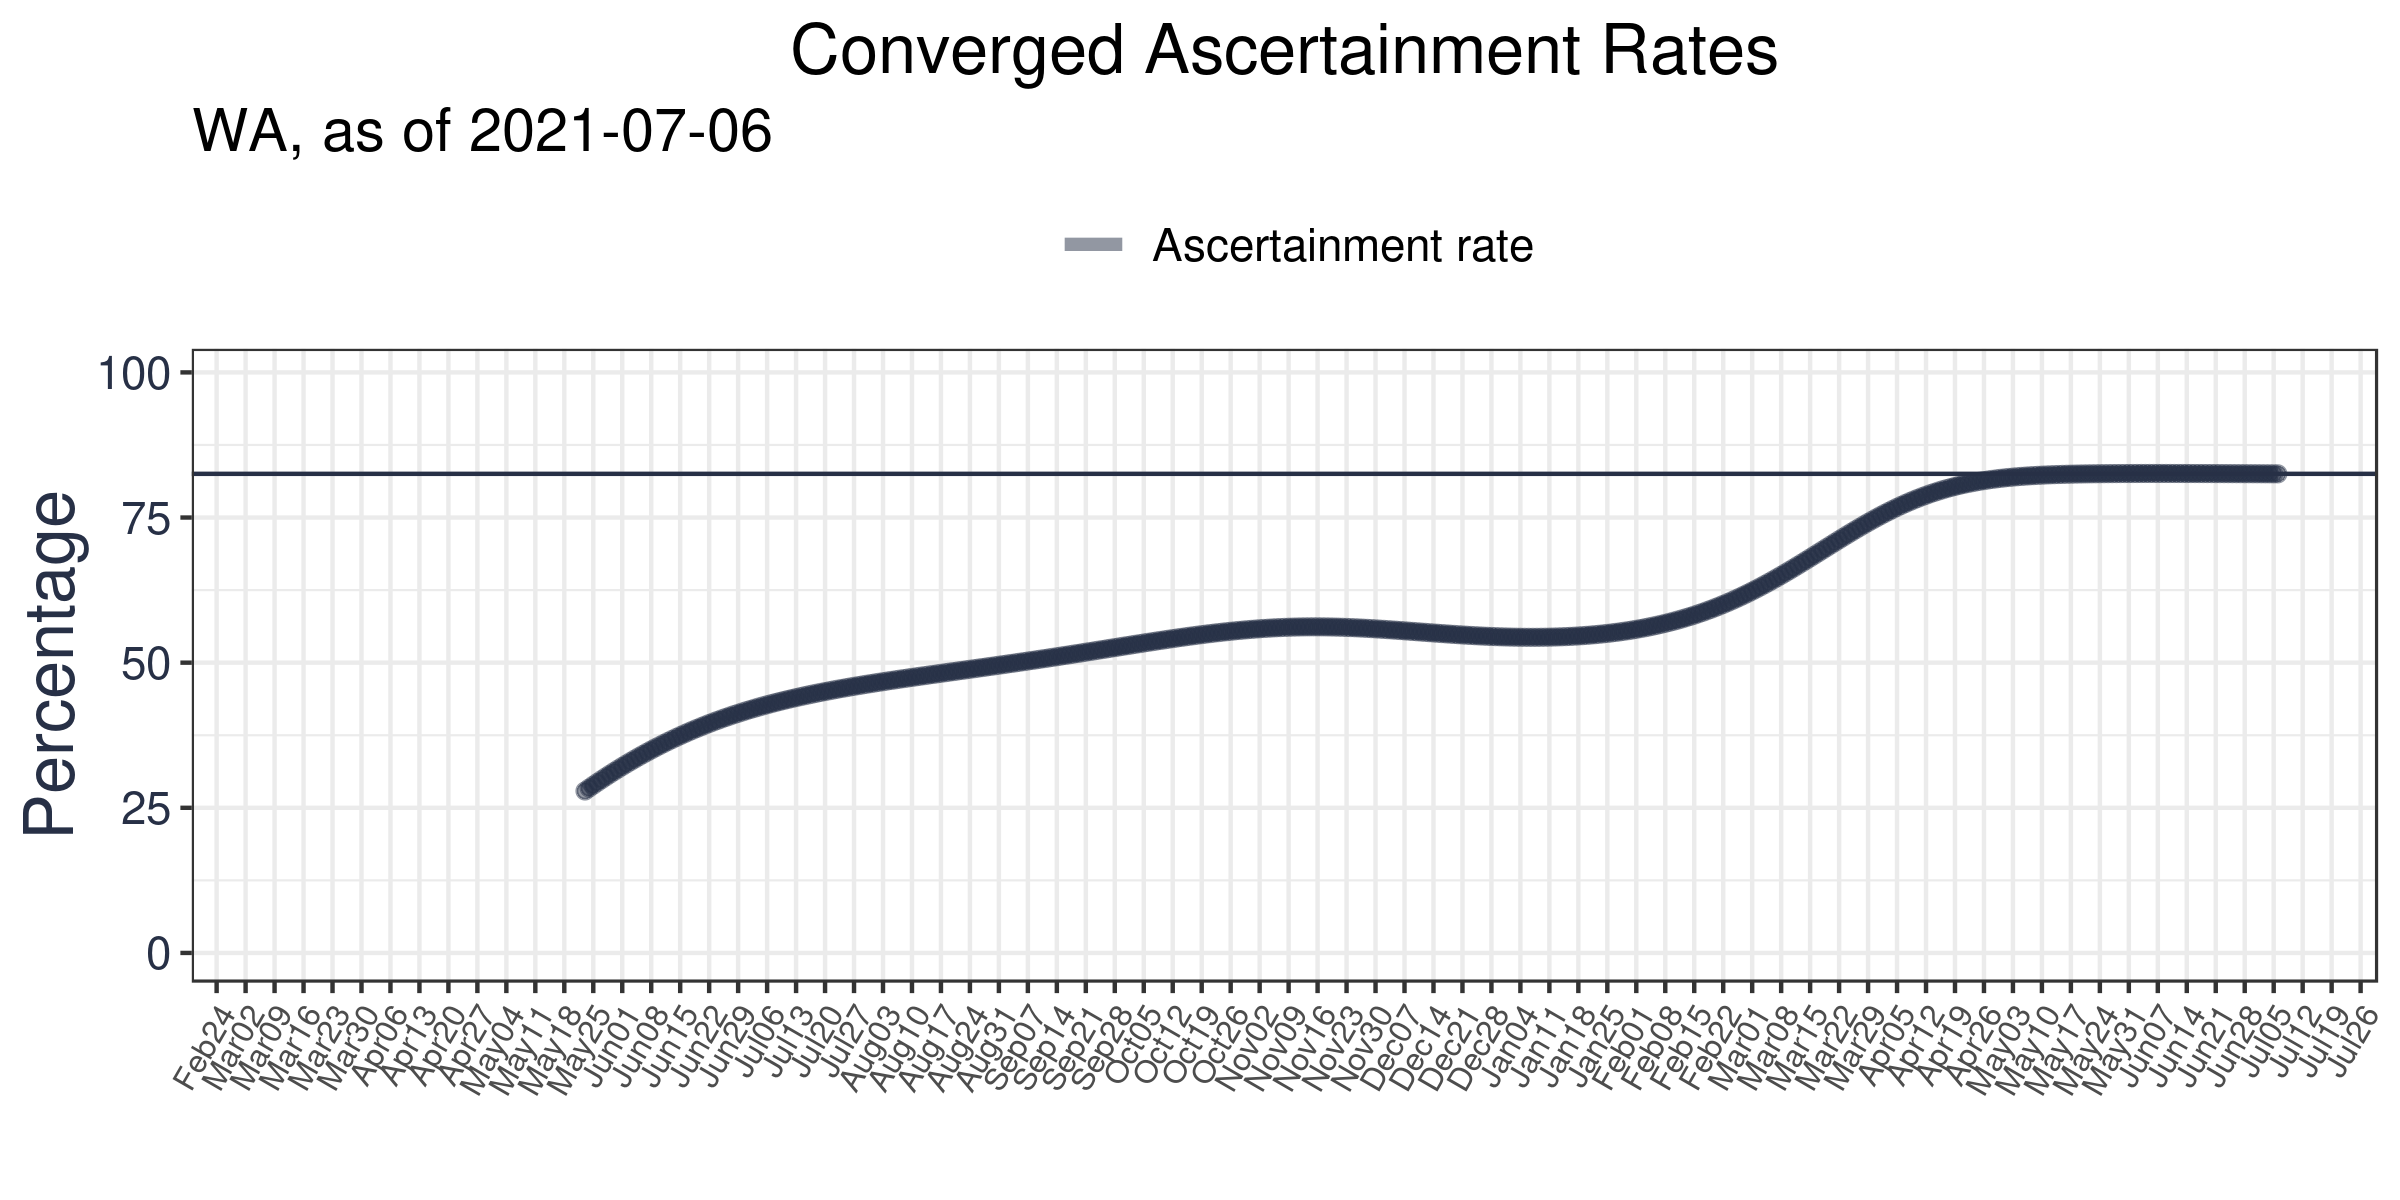 Converged Ascertainment Rates
WA, as of 2021-07-06
Ascertainment rate
Percentage
100
75
50
25
0
Feb24
Mar02
Mar09
Mar16
Mar23
Mar30
Apr06
Apr13
Apr20
Apr27
May04
May11
May18
May25
Jun01
Jun08
Jun15
Jun22
Jun29
Jul06
Jul13
Jul20
Jul27
Aug03
Aug10
Aug17
Aug24
Aug31
Sep07
Sep14
Sep21
Sep28
Oct05
Oct12
Oct19
Oct26
Nov02
Nov09
Nov16
Nov23
Nov30
Dec07
Dec14
Dec21
Dec28
Jan04
Jan11
Jan18
Jan25
Feb01
Feb08
Feb15
Feb22
Mar01
Mar08
Mar15
Mar22
Mar29
Apr05
Apr12
Apr19
Apr26
May03
May10
May17
May24
May31
Jun07
Jun14
Jun21
Jun28
Jul05
Jul12
Jul19
Jul26